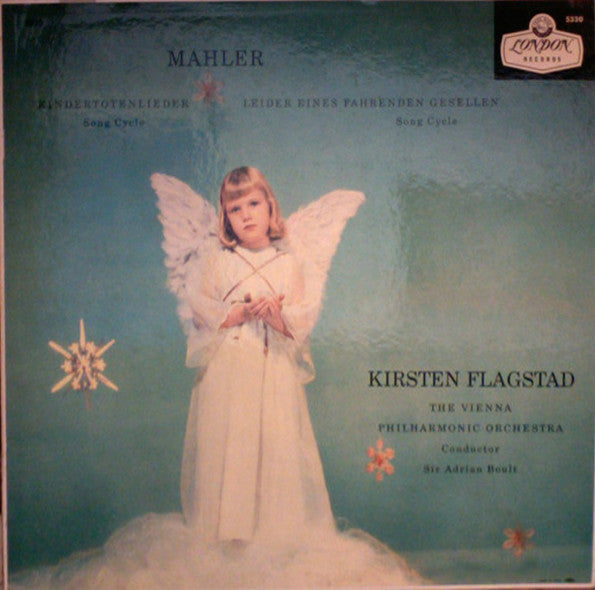 5330
LONDON
RECORDS
MAHLER
KINDERTOTENLIEDER
Song Cycle
LEIDER EINES FAHRENDEN GESELLEN
Song Cycle
KIRSTEN FLAGSTAD
THE VIENNA
PHILHARMONIC ORCHESTRA
Conductor
Sir Adrian Boult